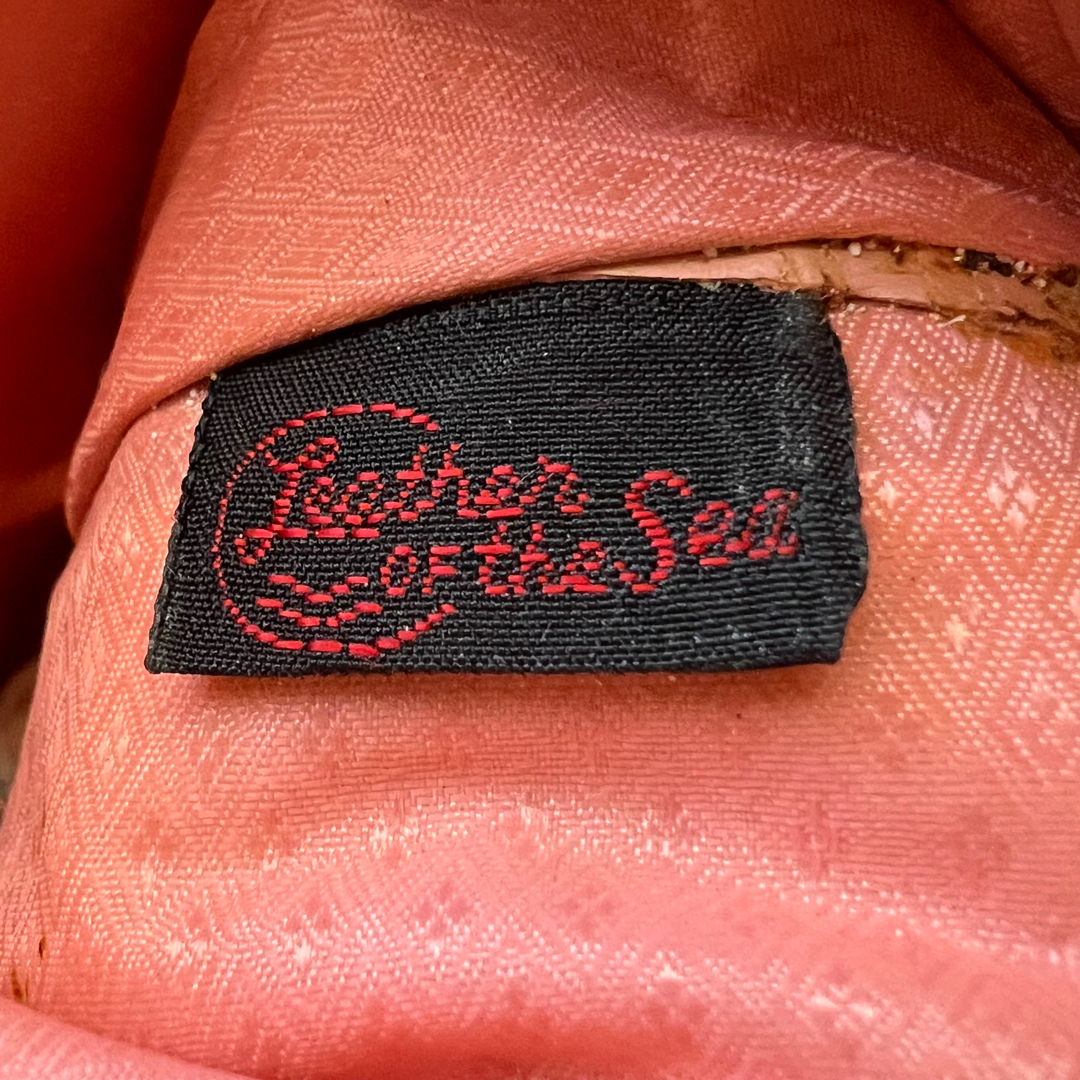 Leather
of the Sea